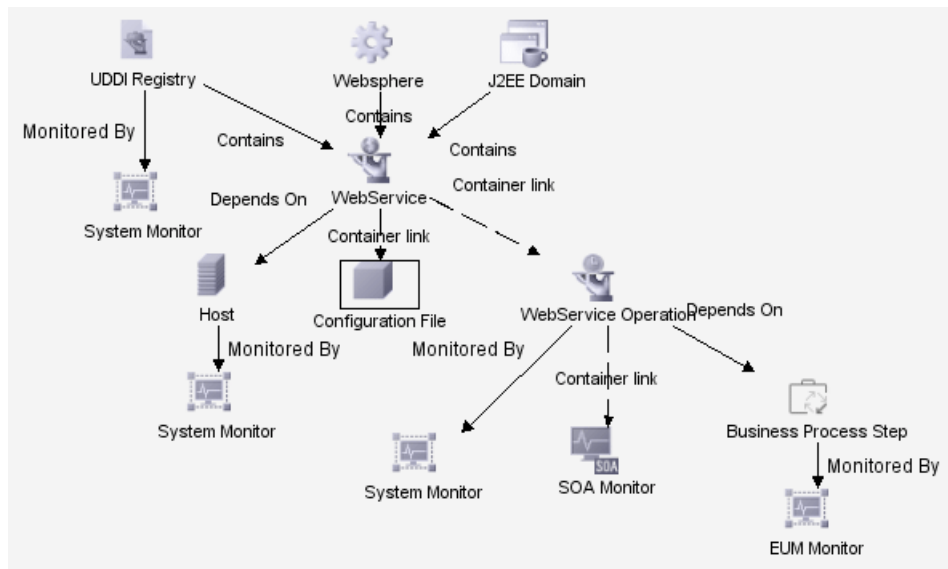 UDDI Registry
Websphere
J2EE Domain
Monitored By
Contains
Contains
Contains
System Monitor
Depends On
WebService
Container link
Container link
Host
Configuration File
WebService Operation
Depends On
Monitored By
Monitored By
Container link
System Monitor
System Monitor
SOA
SOA Monitor
Business Process Step
Monitored By
EUM Monitor